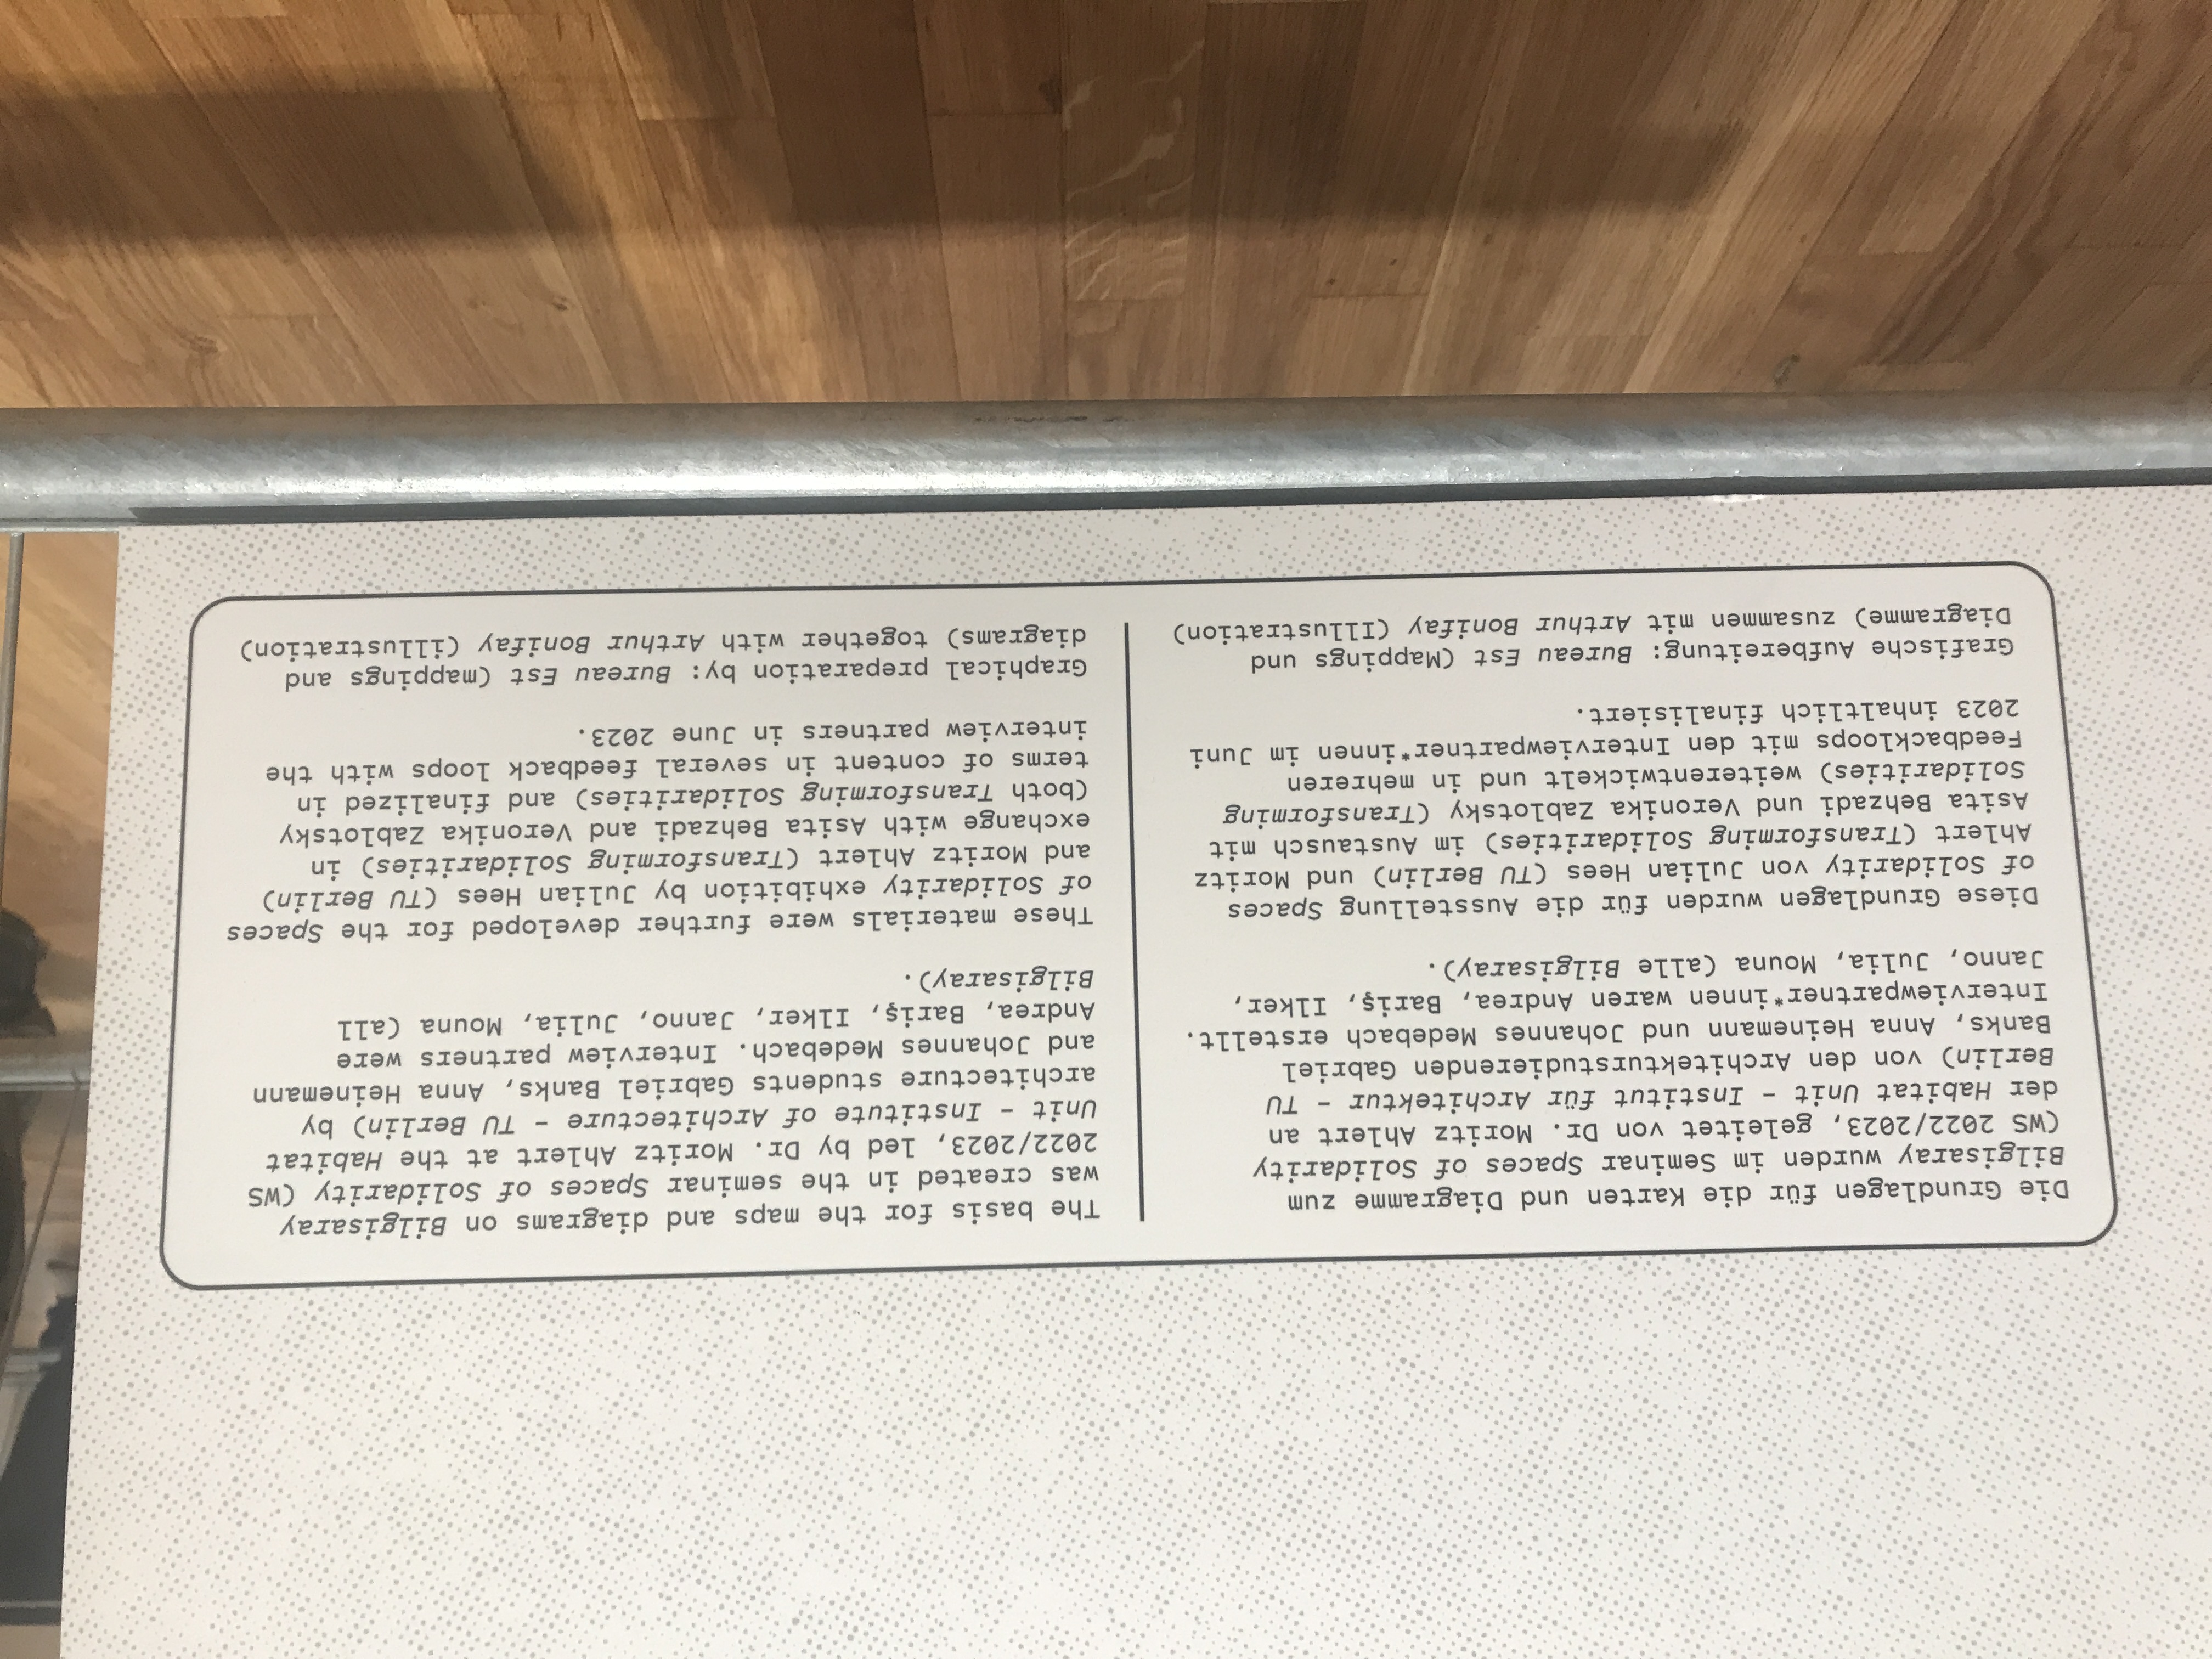 Die Grundlagen für die Karten und Diagramme zum
Bilgisaray wurden im Seminar Spaces of Solidarity
(WS 2022/2023, geleitet von Dr. Moritz Ahlert an
der Habitat Unit – Institut für Architektur – TU
Berlin) von den Architekturstudierenden Gabriel
Banks, Anna Heinemann und Johannes Medebach erstellt.
Interviewpartner*innen waren Andrea, Bariş, Ilker,
Janno, Julia, Mouna (alle Bilgisaray).
Diese Grundlagen wurden für die Ausstellung Spaces
of Solidarity von Julian Hees (TU Berlin) und Moritz
Ahlert (Transforming Solidarities) im Austausch mit
Asita Behzadi und Veronika Zablotsky (Transforming
Solidarities) weiterentwickelt und in mehreren
Feedbackloops mit den Interviewpartner*innen im Juni
2023 inhaltlich finalisiert.
Grafische Aufbereitung: Bureau Est (Mappings und
Diagramme) zusammen mit Arthur Bonifay (Illustration)
The basis for the maps and diagrams on Bilgisaray
was created in the seminar Spaces of Solidarity (WS
2022/2023, led by Dr. Moritz Ahlert at the Habitat
Unit – Institute of Architecture – TU Berlin) by
architecture students Gabriel Banks, Anna Heinemann
and Johannes Medebach. Interview partners were
Andrea, Bariş, Ilker, Janno, Julia, Mouna (all
Bilgisaray).
These materials were further developed for the Spaces
of Solidarity exhibition by Julian Hees (TU Berlin)
and Moritz Ahlert (Transforming Solidarities) in
exchange with Asita Behzadi and Veronika Zablotsky
(both Transforming Solidarities) and finalized in
terms of content in several feedback loops with the
interview partners in June 2023.
Graphical preparation by: Bureau Est (mappings and
diagrams) together with Arthur Bonifay (illustration)